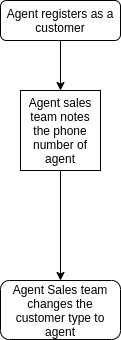 Agent registers as a
customer
Agent sales
team notes
the phone
number of
agent
Agent Sales team
changes the
customer type to
agent